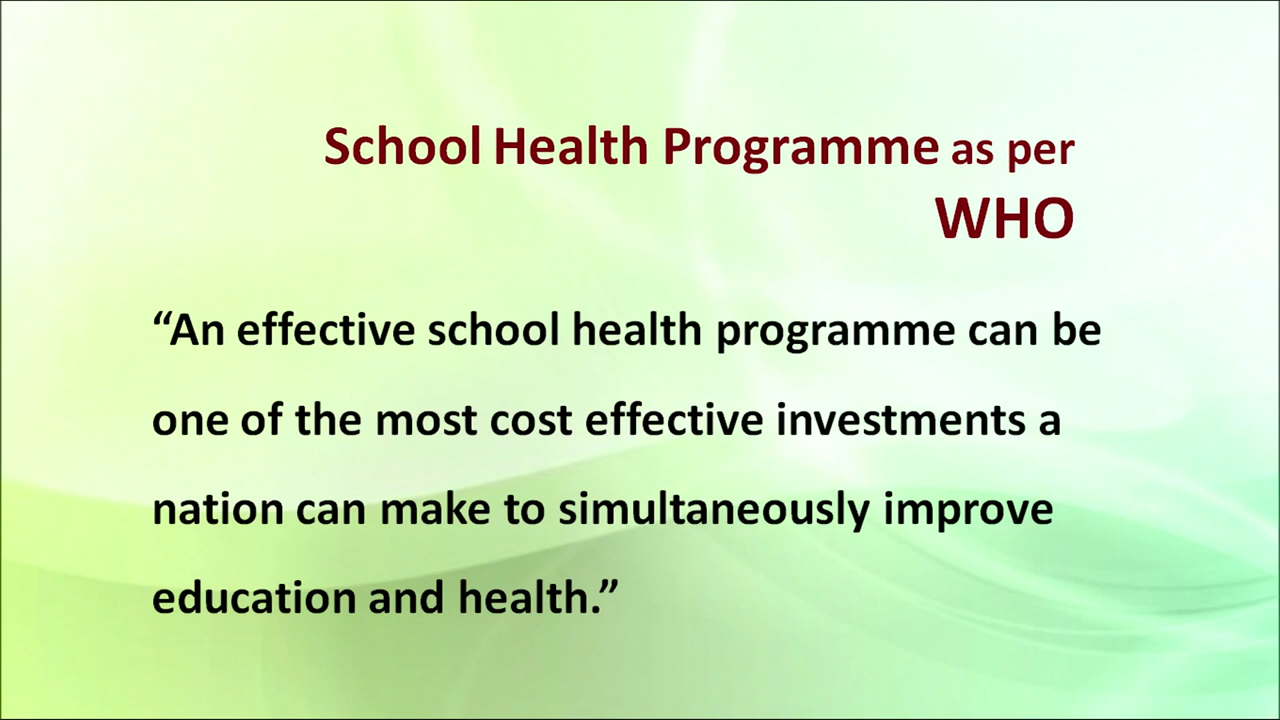 School Health Programme as per
WHO
“An effective school health programme can be
one of the most cost effective investments a
nation can make to simultaneously improve
education and health.”